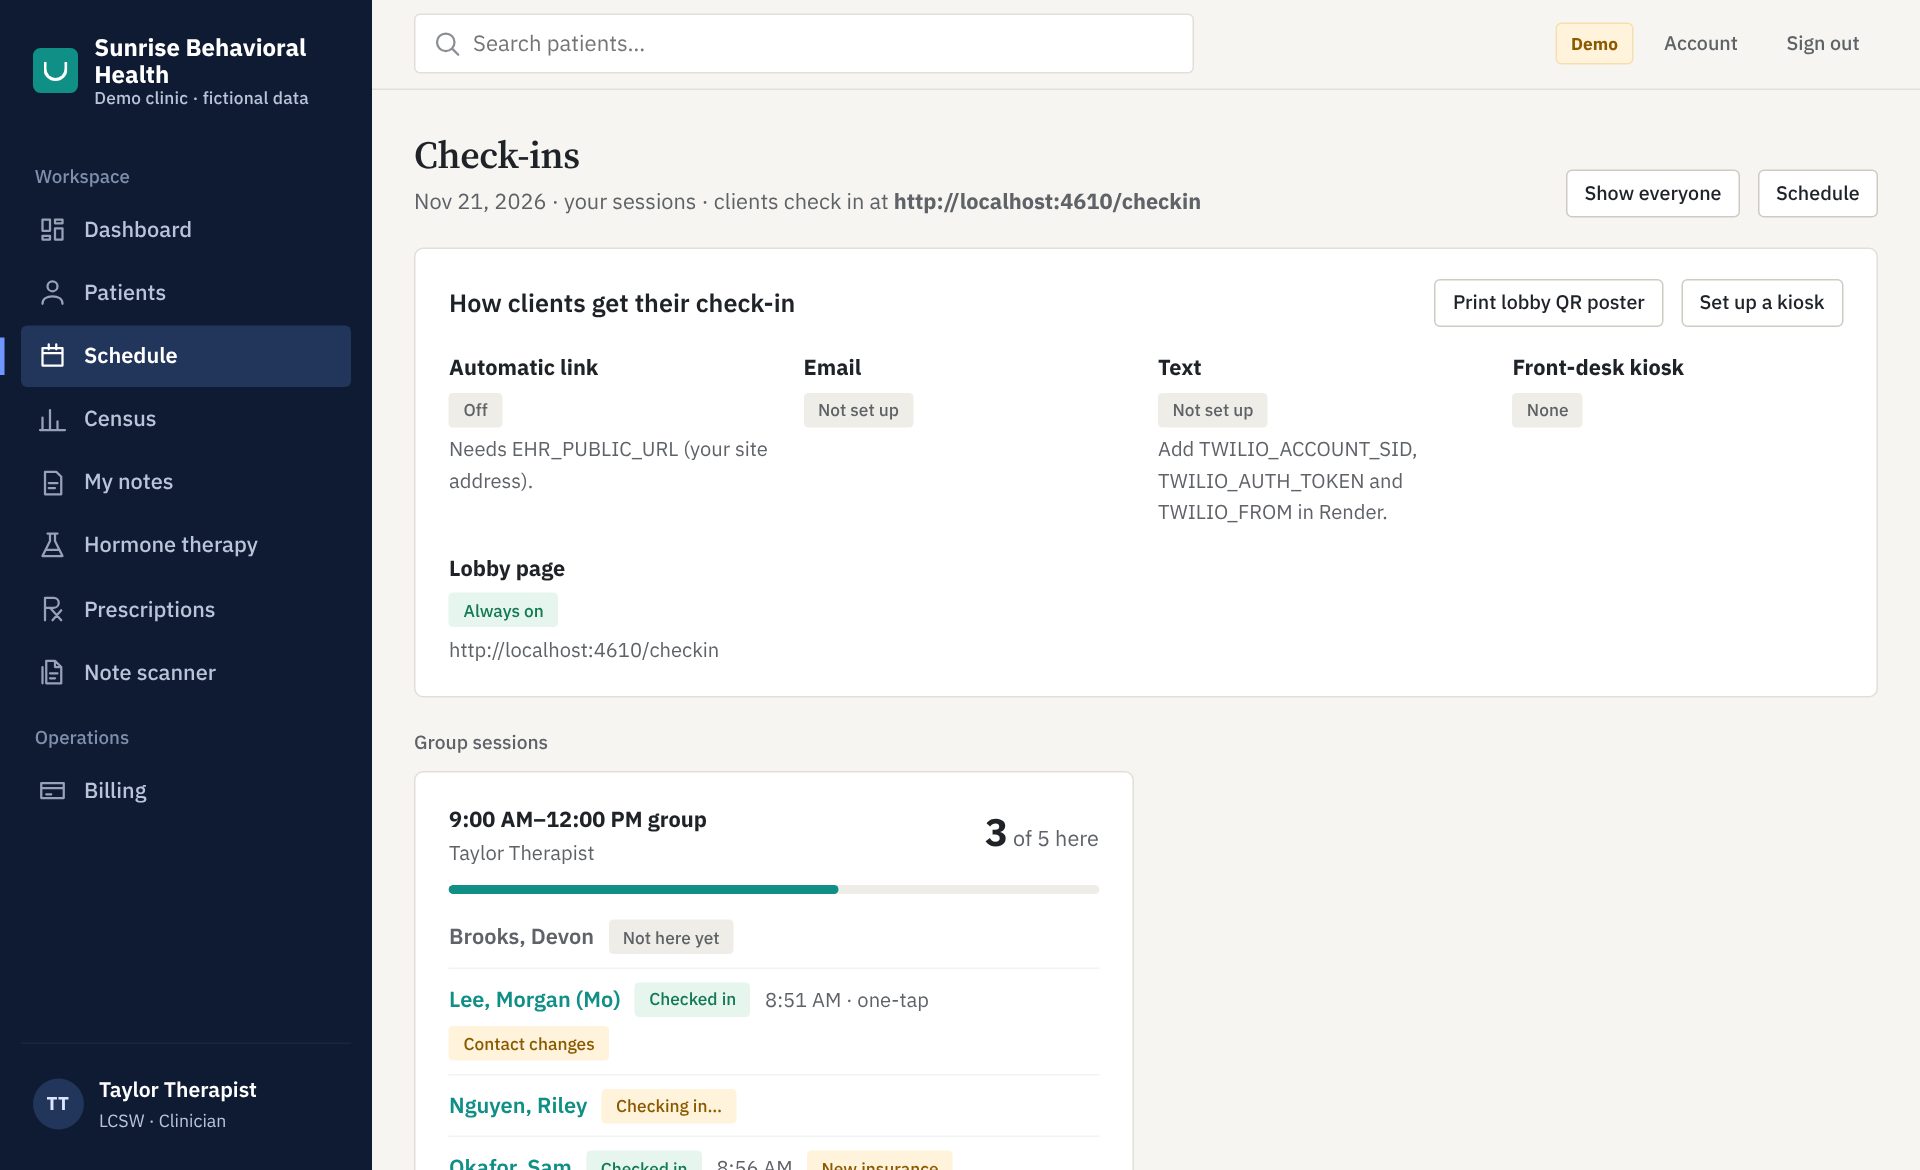 Sunrise Behavioral
Health
Demo clinic · fictional data
Workspace
Dashboard
Patients
Schedule
Census
My notes
Hormone therapy
Prescriptions
Note scanner
Operations
Billing
TT
Taylor Therapist
LCSW · Clinician
Search patients...
Demo
Account
Sign out
Check-ins
Nov 21, 2026 · your sessions · clients check in at http://localhost:4610/checkin
Show everyone
Schedule
How clients get their check-in
Print lobby QR poster
Set up a kiosk
Automatic link
Off
Needs EHR_PUBLIC_URL (your site
address).
Email
Not set up
Text
Not set up
Add TWILIO_ACCOUNT_SID,
TWILIO_AUTH_TOKEN and
TWILIO_FROM in Render.
Front-desk kiosk
None
Lobby page
Always on
http://localhost:4610/checkin
Group sessions
9:00 AM–12:00 PM group
Taylor Therapist
3 of 5 here
Brooks, Devon Not here yet
Lee, Morgan (Mo) Checked in 8:51 AM · one-tap
Contact changes
Nguyen, Riley Checking in...
Okafor, Sam Checked in 8:56 AM New insurance